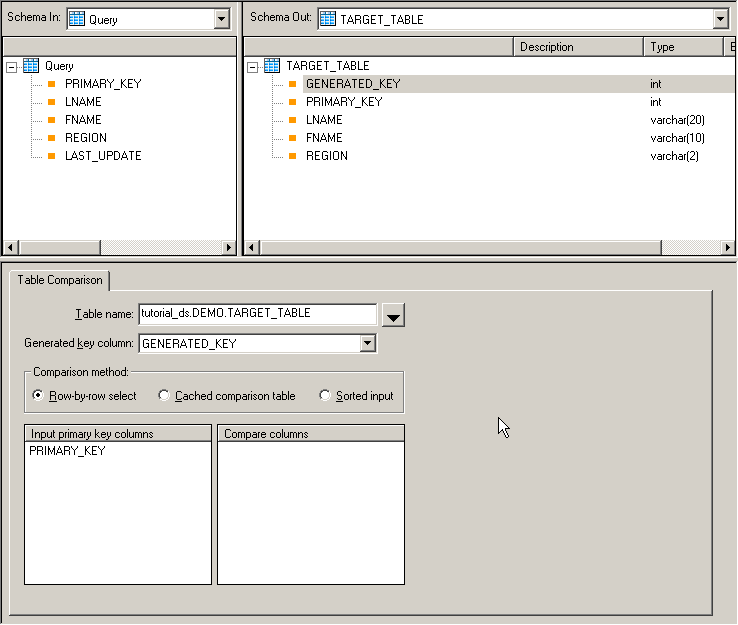 Schema In: Query
Schema Out: TARGET_TABLE
Description Type E
Query
PRIMARY_KEY
LNAME
FNAME
REGION
LAST_UPDATE
TARGET_TABLE
GENERATED_KEY int
PRIMARY_KEY int
LNAME varchar(20)
FNAME varchar(10)
REGION varchar(2)
Table Comparison
Table name: tutorial_ds.DEMO.TARGET_TABLE
Generated key column: GENERATED_KEY
Comparison method:
Row-by-row select Cached comparison table Sorted input
Input primary key columns Compare columns
PRIMARY_KEY